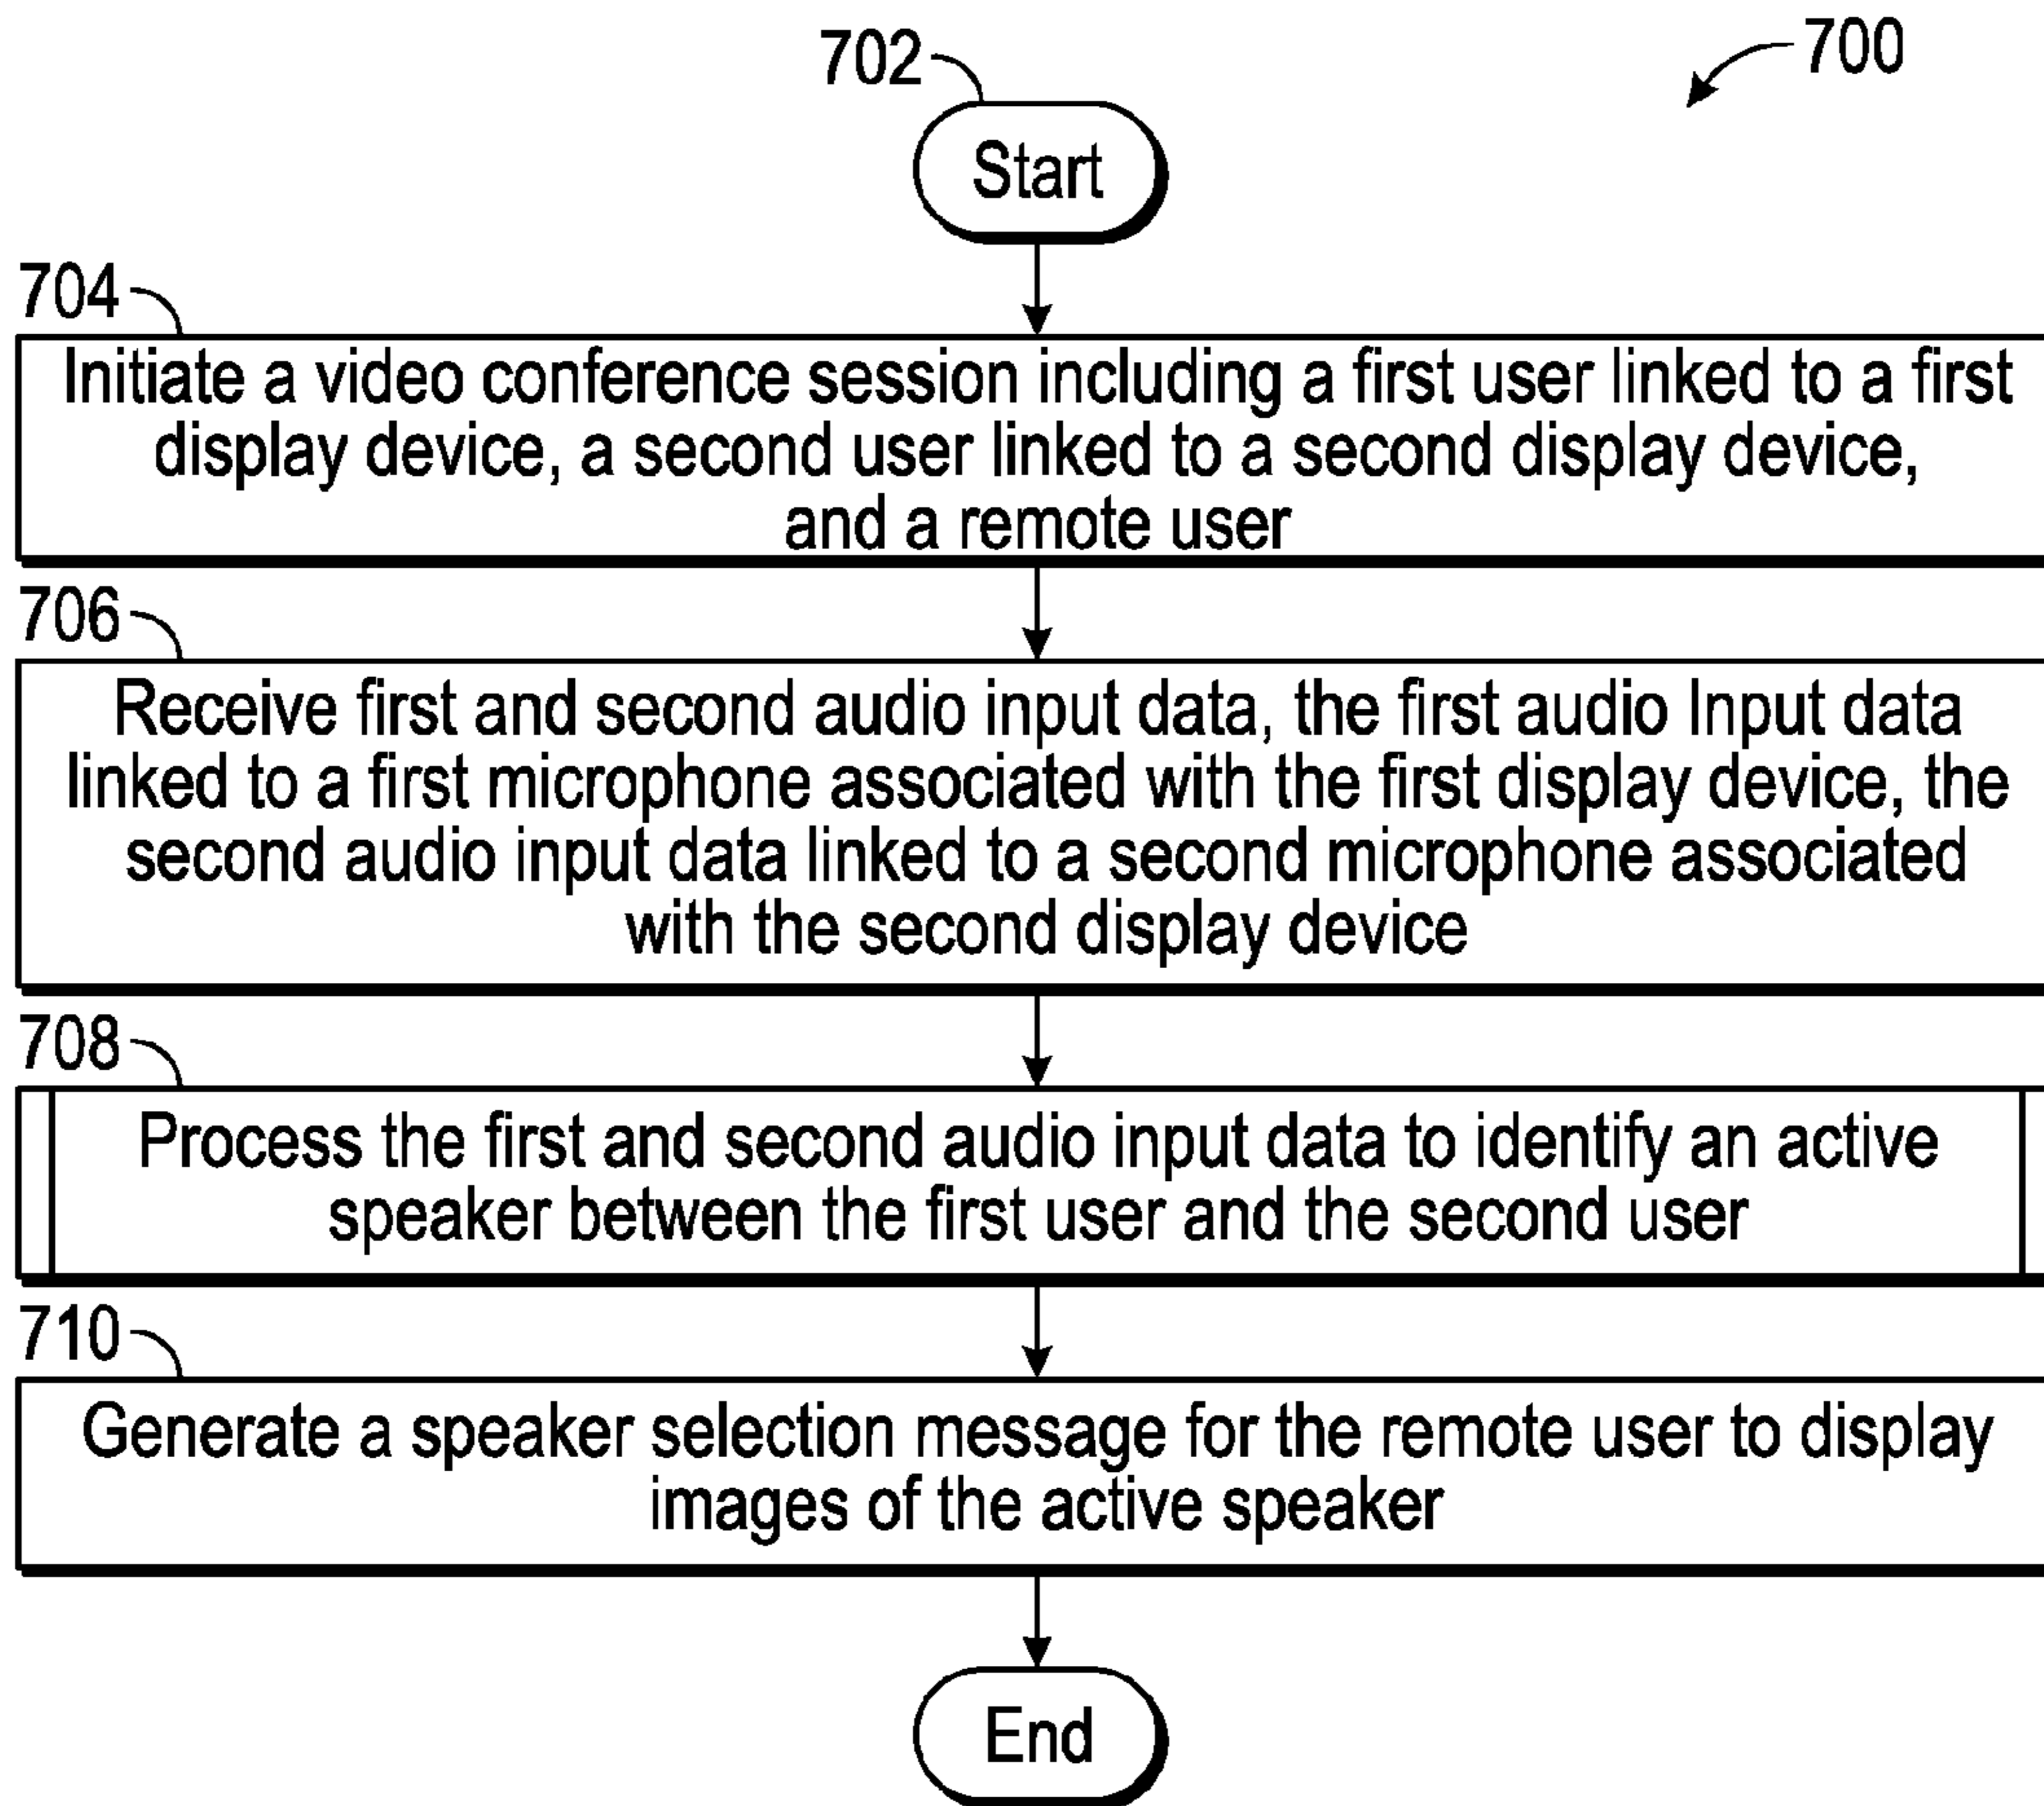 702
700
Start
704
Initiate a video conference session including a first user linked to a first
display device, a second user linked to a second display device,
and a remote user
706
Receive first and second audio input data, the first audio Input data
linked to a first microphone associated with the first display device, the
second audio input data linked to a second microphone associated
with the second display device
708
Process the first and second audio input data to identify an active
speaker between the first user and the second user
710
Generate a speaker selection message for the remote user to display
images of the active speaker
End